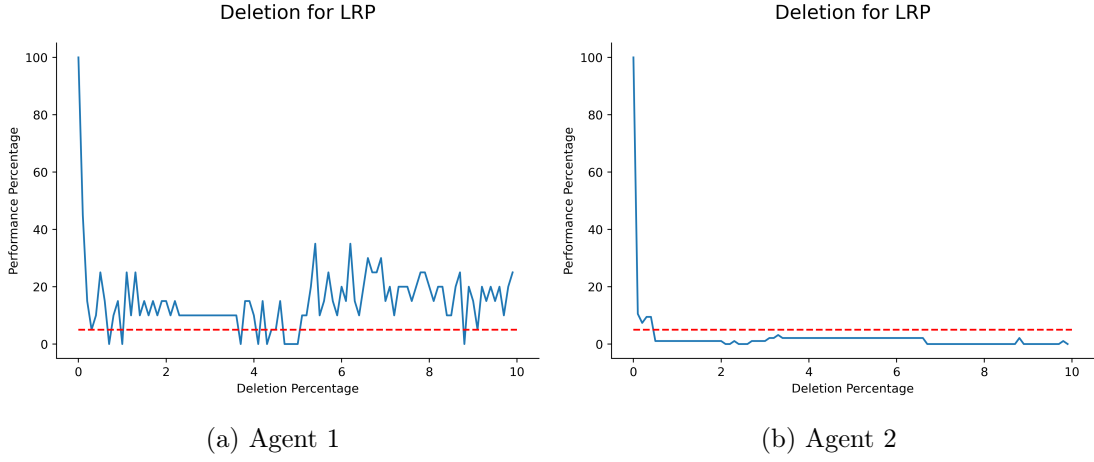 Deletion for LRP
Performance Percentage
100
80
60
40
20
0
0 2 4 6 8 10
Deletion Percentage
(a) Agent 1
Deletion for LRP
Performance Percentage
100
80
60
40
20
0
0 2 4 6 8 10
Deletion Percentage
(b) Agent 2